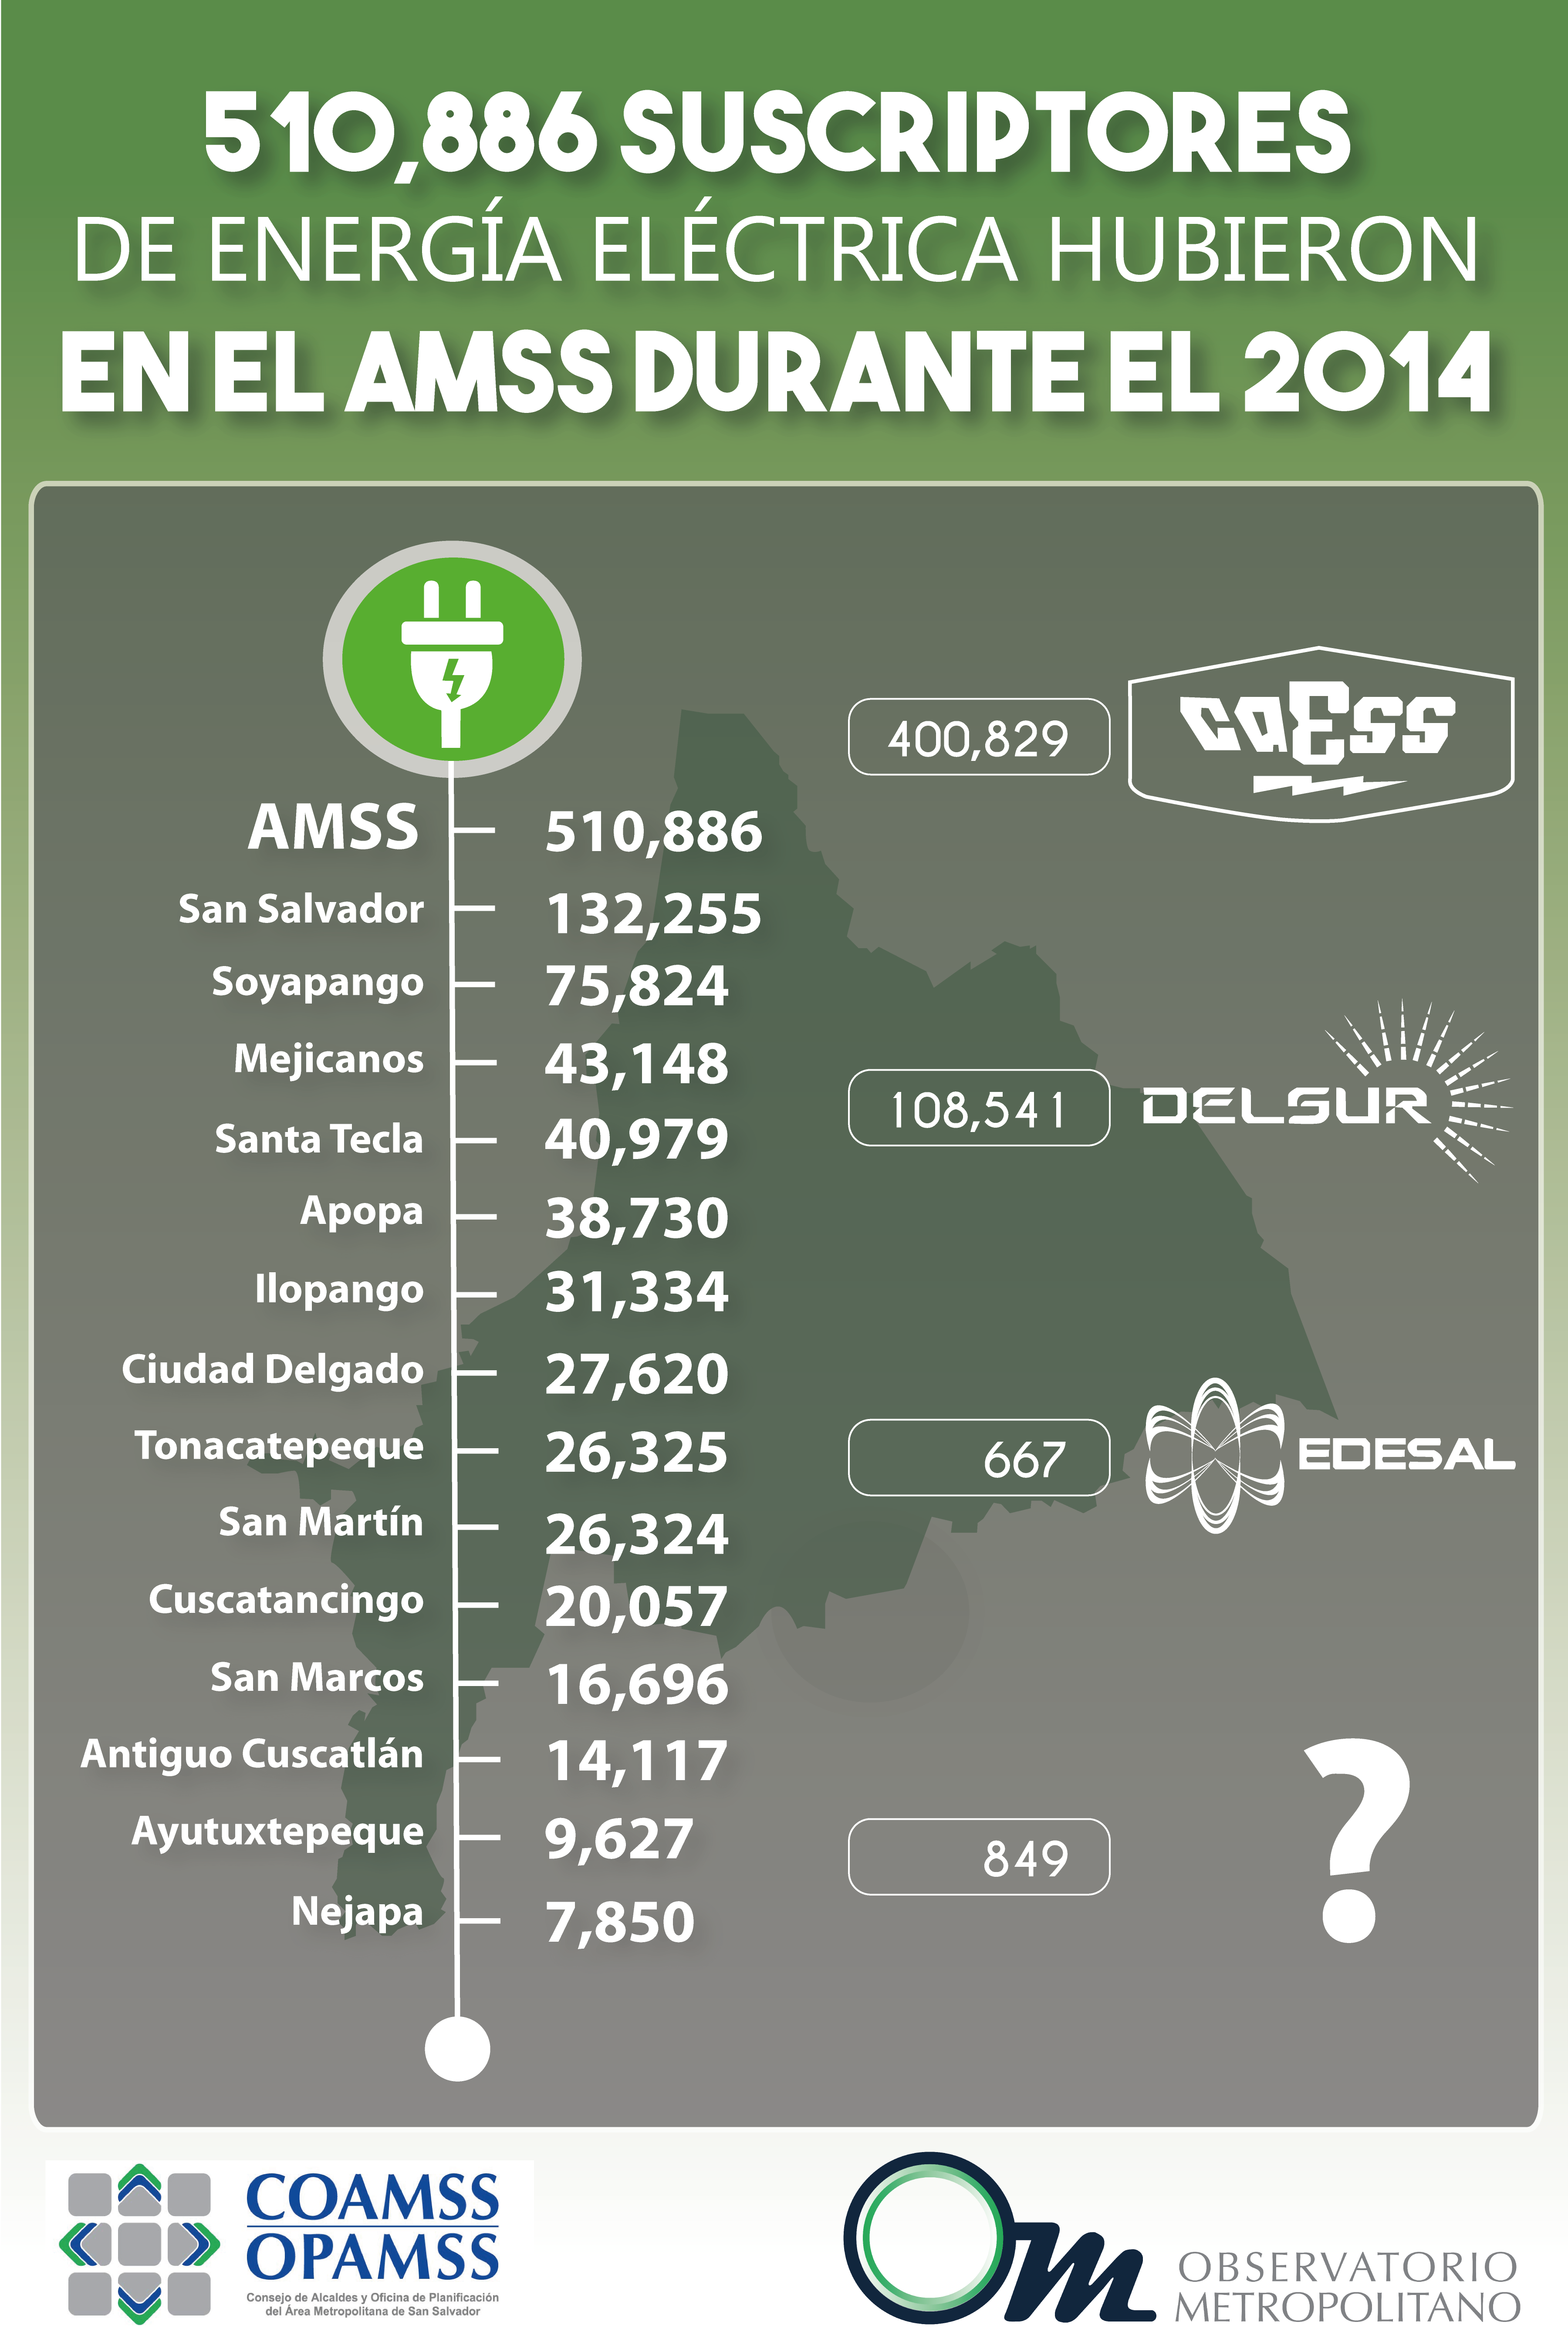 510,886 SUSCRIPTORES
DE ENERGÍA ELÉCTRICA HUBIERON
EN EL AMSS DURANTE EL 2014
AMSS 510,886
San Salvador 132,255
Soyapango 75,824
Mejicanos 43,148
Santa Tecla 40,979
Apopa 38,730
Ilopango 31,334
Ciudad Delgado 27,620
Tonacatepeque 26,325
San Martín 26,324
Cuscatancingo 20,057
San Marcos 16,696
Antiguo Cuscatlán 14,117
Ayutuxtepeque 9,627
Nejapa 7,850
400,829 CAESS
108,541 DELSUR
667 EDESAL
849 ?
COAMSS
OPAMSS
Consejo de Alcaldes y Oficina de Planificación
del Área Metropolitana de San Salvador
Om
OBSERVATORIO
METROPOLITANO